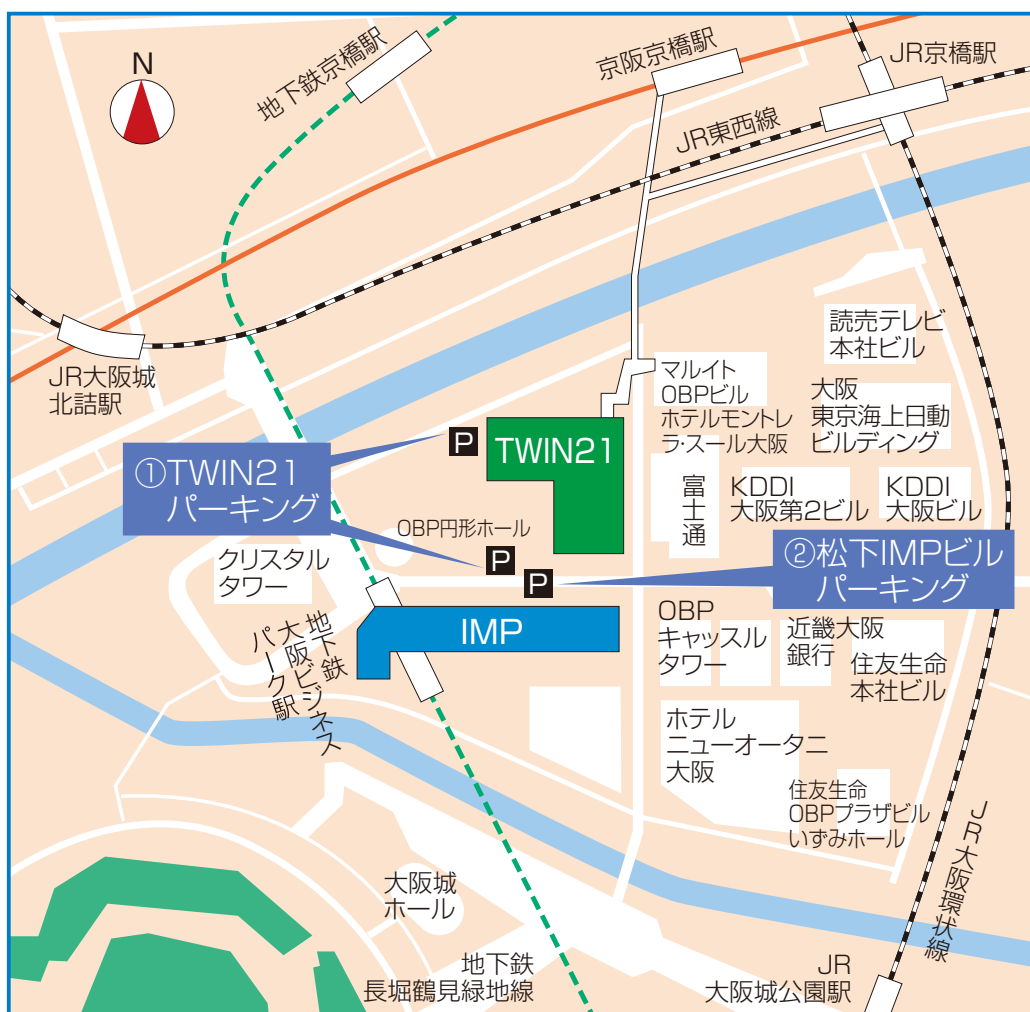 N
地下鉄京橋駅
京阪京橋駅
JR京橋駅
JR東西線
JR大阪城
北詰駅
読売テレビ
本社ビル
マルイト
OBPビル
ホテルモントレ
ラ・スール大阪
大阪
東京海上日動
ビルディング
P
TWIN21
①TWIN21
パーキング
富士通
KDDI
大阪第2ビル
KDDI
大阪ビル
OBP円形ホール
P
P
②松下IMPビル
パーキング
クリスタル
タワー
IMP
OBP
キャッスル
タワー
近畿大阪
銀行
住友生命
本社ビル
地下鉄
大阪ビジネス
パーク駅
ホテル
ニューオータニ
大阪
住友生命
OBPプラザビル
いずみホール
JR大阪環状線
大阪城
ホール
地下鉄
長堀鶴見緑地線
JR
大阪城公園駅